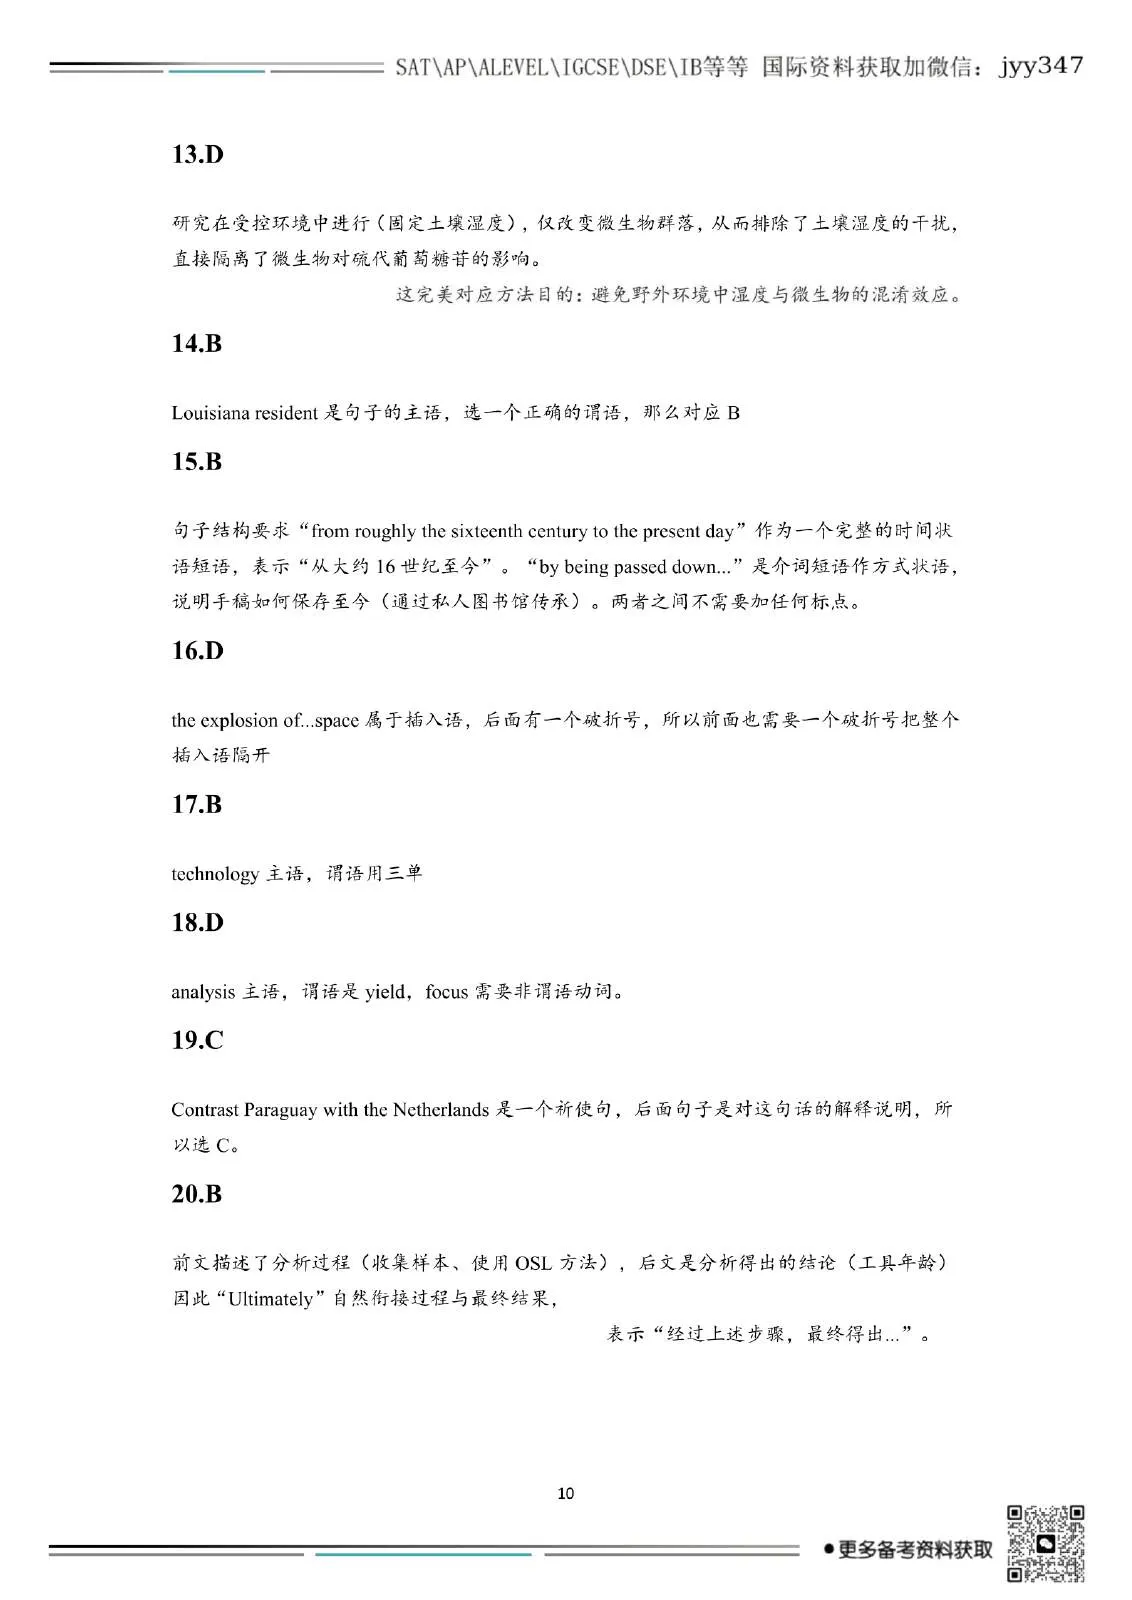 SAT\AP\ALEVEL\IGCSE\DSE\IB等等 国际资料获取加微信：jyy347
13.D
研究在受控环境中进行（固定土壤湿度），仅改变微生物群落，从而排除了土壤湿度的干扰，
直接隔离了微生物对硫代葡萄糖苷的影响。
这完美对应方法目的：避免野外环境中湿度与微生物的混淆效应。
14.B
Louisiana resident 是句子的主语，选一个正确的谓语，那么对应 B
15.B
句子结构要求“from roughly the sixteenth century to the present day”作为一个完整的时间状
语短语，表示“从大约 16 世纪至今”。“by being passed down...”是介词短语作方式状语，
说明手稿如何保存至今（通过私人图书馆传承）。两者之间不需要加任何标点。
16.D
the explosion of...space 属于插入语，后面有一个破折号，所以前面也需要一个破折号把整个
插入语隔开
17.B
technology 主语，谓语用三单
18.D
analysis 主语，谓语是 yield，focus 需要非谓语动词。
19.C
Contrast Paraguay with the Netherlands 是一个祈使句，后面句子是对这句话的解释说明，所
以选 C。
20.B
前文描述了分析过程（收集样本、使用 OSL 方法），后文是分析得出的结论（工具年龄）
因此“Ultimately”自然衔接过程与最终结果，
表示“经过上述步骤，最终得出...”。
10
●更多备考资料获取